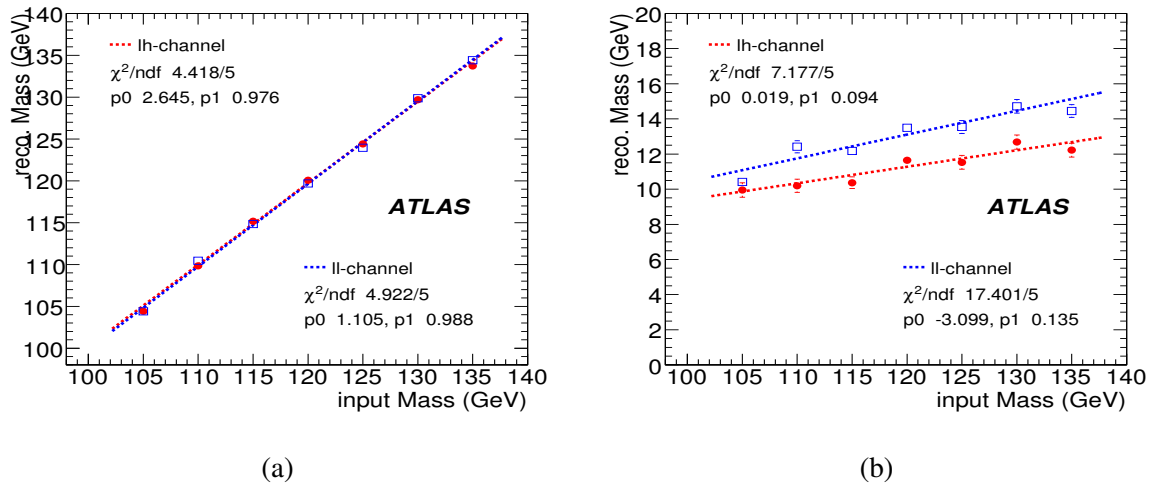 reco. Mass (GeV)
140
135
130
125
120
115
110
105
100
lh-channel
χ²/ndf 4.418/5
p0 2.645, p1 0.976
ATLAS
ll-channel
χ²/ndf 4.922/5
p0 1.105, p1 0.988
100 105 110 115 120 125 130 135 140
input Mass (GeV)
(a)
reco. Mass (GeV)
20
18
16
14
12
10
8
6
4
2
0
lh-channel
χ²/ndf 7.177/5
p0 0.019, p1 0.094
ATLAS
ll-channel
χ²/ndf 17.401/5
p0 -3.099, p1 0.135
100 105 110 115 120 125 130 135 140
input Mass (GeV)
(b)